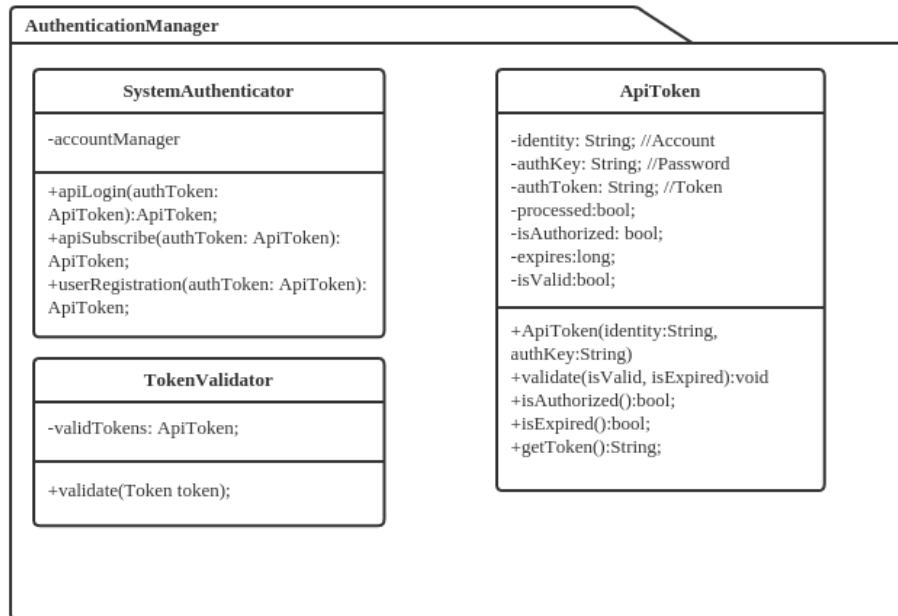 AuthenticationManager
SystemAuthenticator
-accountManager
+apiLogin(authToken:
ApiToken):ApiToken;
+apiSubscribe(authToken: ApiToken):
ApiToken;
+userRegistration(authToken: ApiToken):
ApiToken;
TokenValidator
-validTokens: ApiToken;
+validate(Token token);
ApiToken
-identity: String; //Account
-authKey: String; //Password
-authToken: String; //Token
-processed:bool;
-isAuthorized: bool;
-expires:long;
-isValid:bool;
+ApiToken(identity:String,
authKey:String)
+validate(isValid, isExpired):void
+isAuthorized():bool;
+isExpired():bool;
+getToken():String;